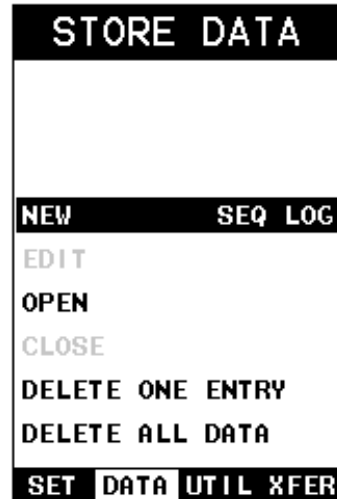 STORE DATA
NEW SEQ LOG
EDIT
OPEN
CLOSE
DELETE ONE ENTRY
DELETE ALL DATA
SET DATA UTIL XFER